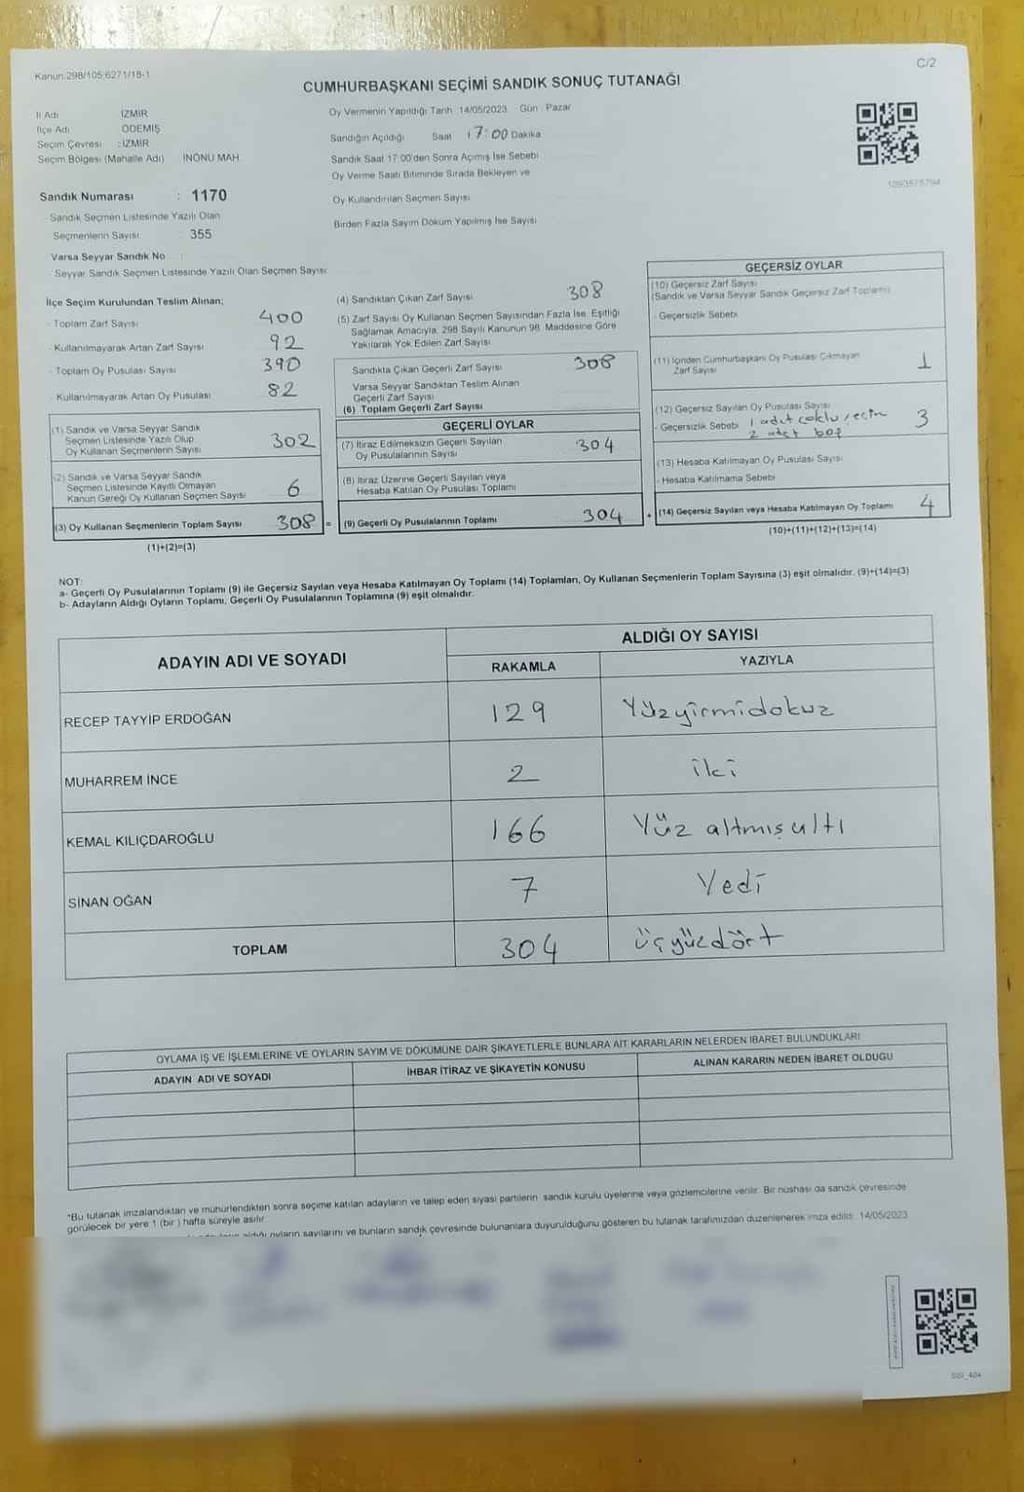 Kanun:298/105;6271/18-1
C/2
CUMHURBAŞKANI SEÇİMİ SANDIK SONUÇ TUTANAĞI
İl Adı : İZMİR
İlçe Adı : ÖDEMİŞ
Seçim Çevresi : İZMİR
Seçim Bölgesi (Mahalle Adı) : İNÖNÜ MAH.
Sandık Numarası : 1170
- Sandık Seçmen Listesinde Yazılı Olan
Seçmenlerin Sayısı : 355
Varsa Seyyar Sandık No :
- Seyyar Sandık Seçmen Listesinde Yazılı Olan Seçmen Sayısı
Oy Vermenin Yapıldığı Tarih : 14/05/2023 Gün : Pazar
Sandığın Açıldığı Saat 17:00 Dakika
Sandık Saat 17:00'den Sonra Açılmış İse Sebebi :
Oy Verme Saati Bitiminde Sırada Bekleyen ve
Oy Kullandırılan Seçmen Sayısı
Birden Fazla Sayım Döküm Yapılmış İse Sayısı
İlçe Seçim Kurulundan Teslim Alınan;
- Toplam Zarf Sayısı 400
- Kullanılmayarak Artan Zarf Sayısı 92
- Toplam Oy Pusulası Sayısı 390
- Kullanılmayarak Artan Oy Pusulası 82
(1) Sandık ve Varsa Seyyar Sandık
Seçmen Listesinde Yazılı Olup
Oy Kullanan Seçmenlerin Sayısı 302
(2) Sandık ve Varsa Seyyar Sandık
Seçmen Listesinde Kayıtlı Olmayan
Kanun Gereği Oy Kullanan Seçmen Sayısı 6
(3) Oy Kullanan Seçmenlerin Toplam Sayısı 308 =
(1)+(2)=(3)
(4) Sandıktan Çıkan Zarf Sayısı 308
(5) Zarf Sayısı Oy Kullanan Seçmen Sayısından Fazla İse, Eşitliği
Sağlamak Amacıyla, 298 Sayılı Kanunun 98. Maddesine Göre
Yakılarak Yok Edilen Zarf Sayısı
Sandıkta Çıkan Geçerli Zarf Sayısı 308
Varsa Seyyar Sandıktan Teslim Alınan
Geçerli Zarf Sayısı
(6) Toplam Geçerli Zarf Sayısı
GEÇERLİ OYLAR
(7) İtiraz Edilmeksizin Geçerli Sayılan
Oy Pusulalarının Sayısı 304
(8) İtiraz Üzerine Geçerli Sayılan veya
Hesaba Katılan Oy Pusulası Toplamı
(9) Geçerli Oy Pusulalarının Toplamı 304 +
GEÇERSİZ OYLAR
(10) Geçersiz Zarf Sayısı
(Sandık ve Varsa Seyyar Sandık Geçersiz Zarf Toplamı)
- Geçersizlik Sebebi :
(11) İçinden Cumhurbaşkanı Oy Pusulası Çıkmayan
Zarf Sayısı 1
(12) Geçersiz Sayılan Oy Pusulası Sayısı 3
- Geçersizlik Sebebi : 1 adet çoklu seçim
2 adet boş
(13) Hesaba Katılmayan Oy Pusulası Sayısı
- Hesaba Katılmama Sebebi :
(14) Geçersiz Sayılan veya Hesaba Katılmayan Oy Toplamı 4
(10)+(11)+(12)+(13)=(14)
NOT:
a- Geçerli Oy Pusulalarının Toplamı (9) ile Geçersiz Sayılan veya Hesaba Katılmayan Oy Toplamı (14) Toplamları, Oy Kullanan Seçmenlerin Toplam Sayısına (3) eşit olmalıdır. (9)+(14)=(3)
b- Adayların Aldığı Oyların Toplamı, Geçerli Oy Pusulalarının Toplamına (9) eşit olmalıdır.
ADAYIN ADI VE SOYADI
ALDIĞI OY SAYISI
RAKAMLA YAZIYLA
RECEP TAYYİP ERDOĞAN 129 Yüzyirmidokuz
MUHARREM İNCE 2 iki
KEMAL KILIÇDAROĞLU 166 Yüz altmışaltı
SİNAN OĞAN 7 Yedi
TOPLAM 304 üçyüzdört
OYLAMA İŞ VE İŞLEMLERİNE VE OYLARIN SAYIM VE DÖKÜMÜNE DAİR ŞİKAYETLERLE BUNLARA AİT KARARLARIN NELERDEN İBARET BULUNDUKLARI
ADAYIN ADI VE SOYADI İHBAR İTİRAZ VE ŞİKAYETİN KONUSU ALINAN KARARIN NEDEN İBARET OLDUĞU
*Bu tutanak imzalandıktan ve mühürlendikten sonra seçime katılan adayların ve talep eden siyasi partilerin sandık kurulu üyelerine veya gözlemcilerine verilir. Bir nüshası da sandık çevresinde
görülecek bir yere 1 (bir ) hafta süreyle asılır.
aldığı oyların sayılarını ve bunların sandık çevresinde bulunanlara duyurulduğunu gösteren bu tutanak tarafımızdan düzenlenerek imza edildi. 14/05/2023